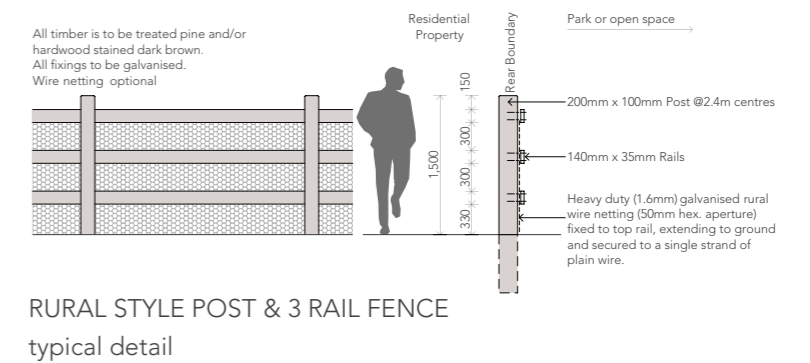 All timber is to be treated pine and/or
hardwood stained dark brown.
All fixings to be galvanised.
Wire netting optional
Residential
Property
Rear Boundary
Park or open space
150
300
300
330
1,500
200mm x 100mm Post @2.4m centres
140mm x 35mm Rails
Heavy duty (1.6mm) galvanised rural
wire netting (50mm hex. aperture)
fixed to top rail, extending to ground
and secured to a single strand of
plain wire.
RURAL STYLE POST & 3 RAIL FENCE
typical detail